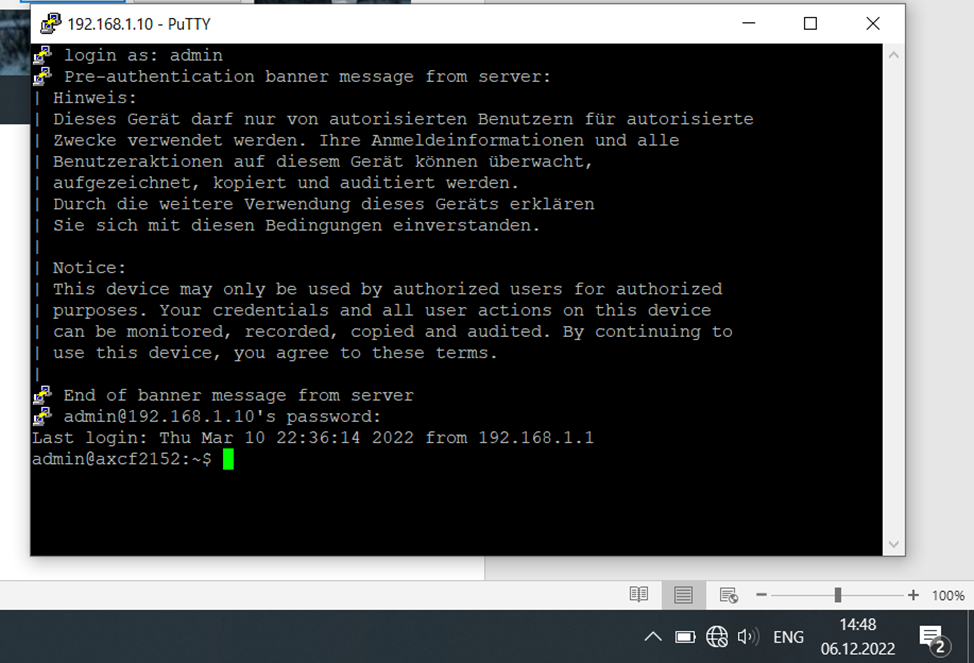 192.168.1.10 - PuTTY
login as: admin
Pre-authentication banner message from server:
| Hinweis:
| Dieses Gerät darf nur von autorisierten Benutzern für autorisierte
| Zwecke verwendet werden. Ihre Anmeldeinformationen und alle
| Benutzeraktionen auf diesem Gerät können überwacht,
| aufgezeichnet, kopiert und auditiert werden.
| Durch die weitere Verwendung dieses Geräts erklären
| Sie sich mit diesen Bedingungen einverstanden.
|
| Notice:
| This device may only be used by authorized users for authorized
| purposes. Your credentials and all user actions on this device
| can be monitored, recorded, copied and audited. By continuing to
| use this device, you agree to these terms.
|
End of banner message from server
admin@192.168.1.10's password:
Last login: Thu Mar 10 22:36:14 2022 from 192.168.1.1
admin@axcf2152:~$
100%
ENG
14:48
06.12.2022
2